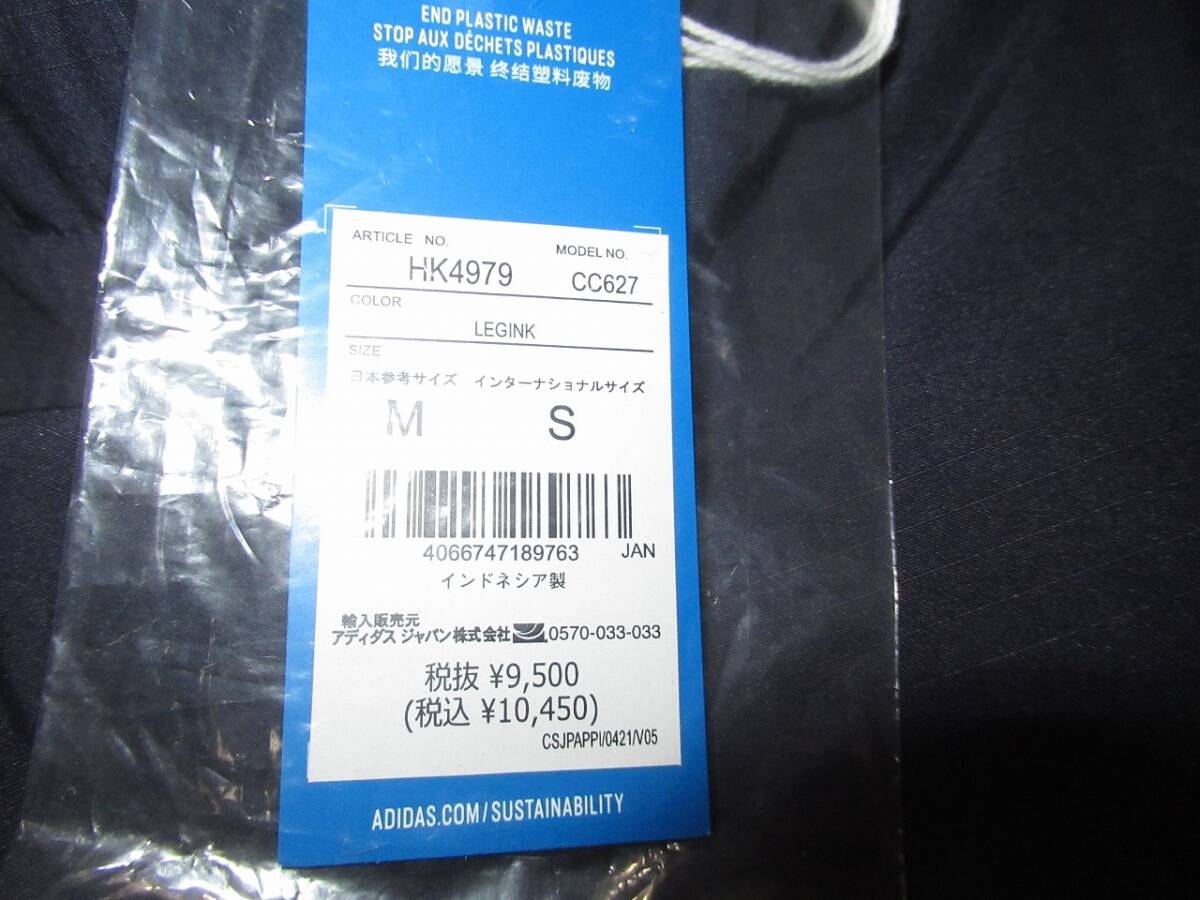 END PLASTIC WASTE
STOP AUX DÉCHETS PLASTIQUES
我们的愿景 终结塑料废物
ARTICLE NO. MODEL NO.
HK4979 CC627
COLOR
LEGINK
SIZE
日本参考サイズ インターナショナルサイズ
M S
4066747189763 JAN
インドネシア製
輸入販売元
アディダス ジャパン株式会社 0570-033-033
税抜 ¥9,500
(税込 ¥10,450)
CSJPAPPI/0421/V05
ADIDAS.COM/SUSTAINABILITY